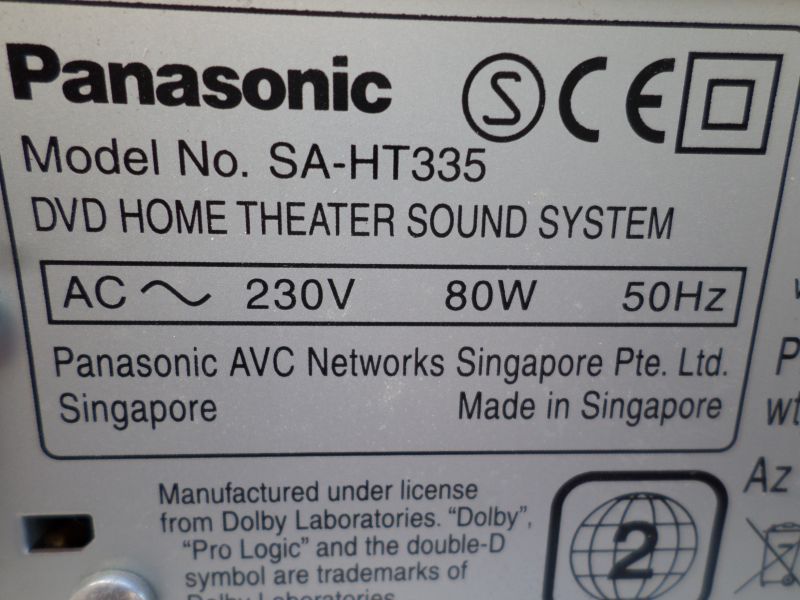 Panasonic
Model No. SA-HT335
DVD HOME THEATER SOUND SYSTEM
AC 230V 80W 50Hz
Panasonic AVC Networks Singapore Pte. Ltd.
Singapore Made in Singapore
Manufactured under license
from Dolby Laboratories. “Dolby”,
“Pro Logic” and the double-D
symbol are trademarks of
Dolby Laboratories
2
Az